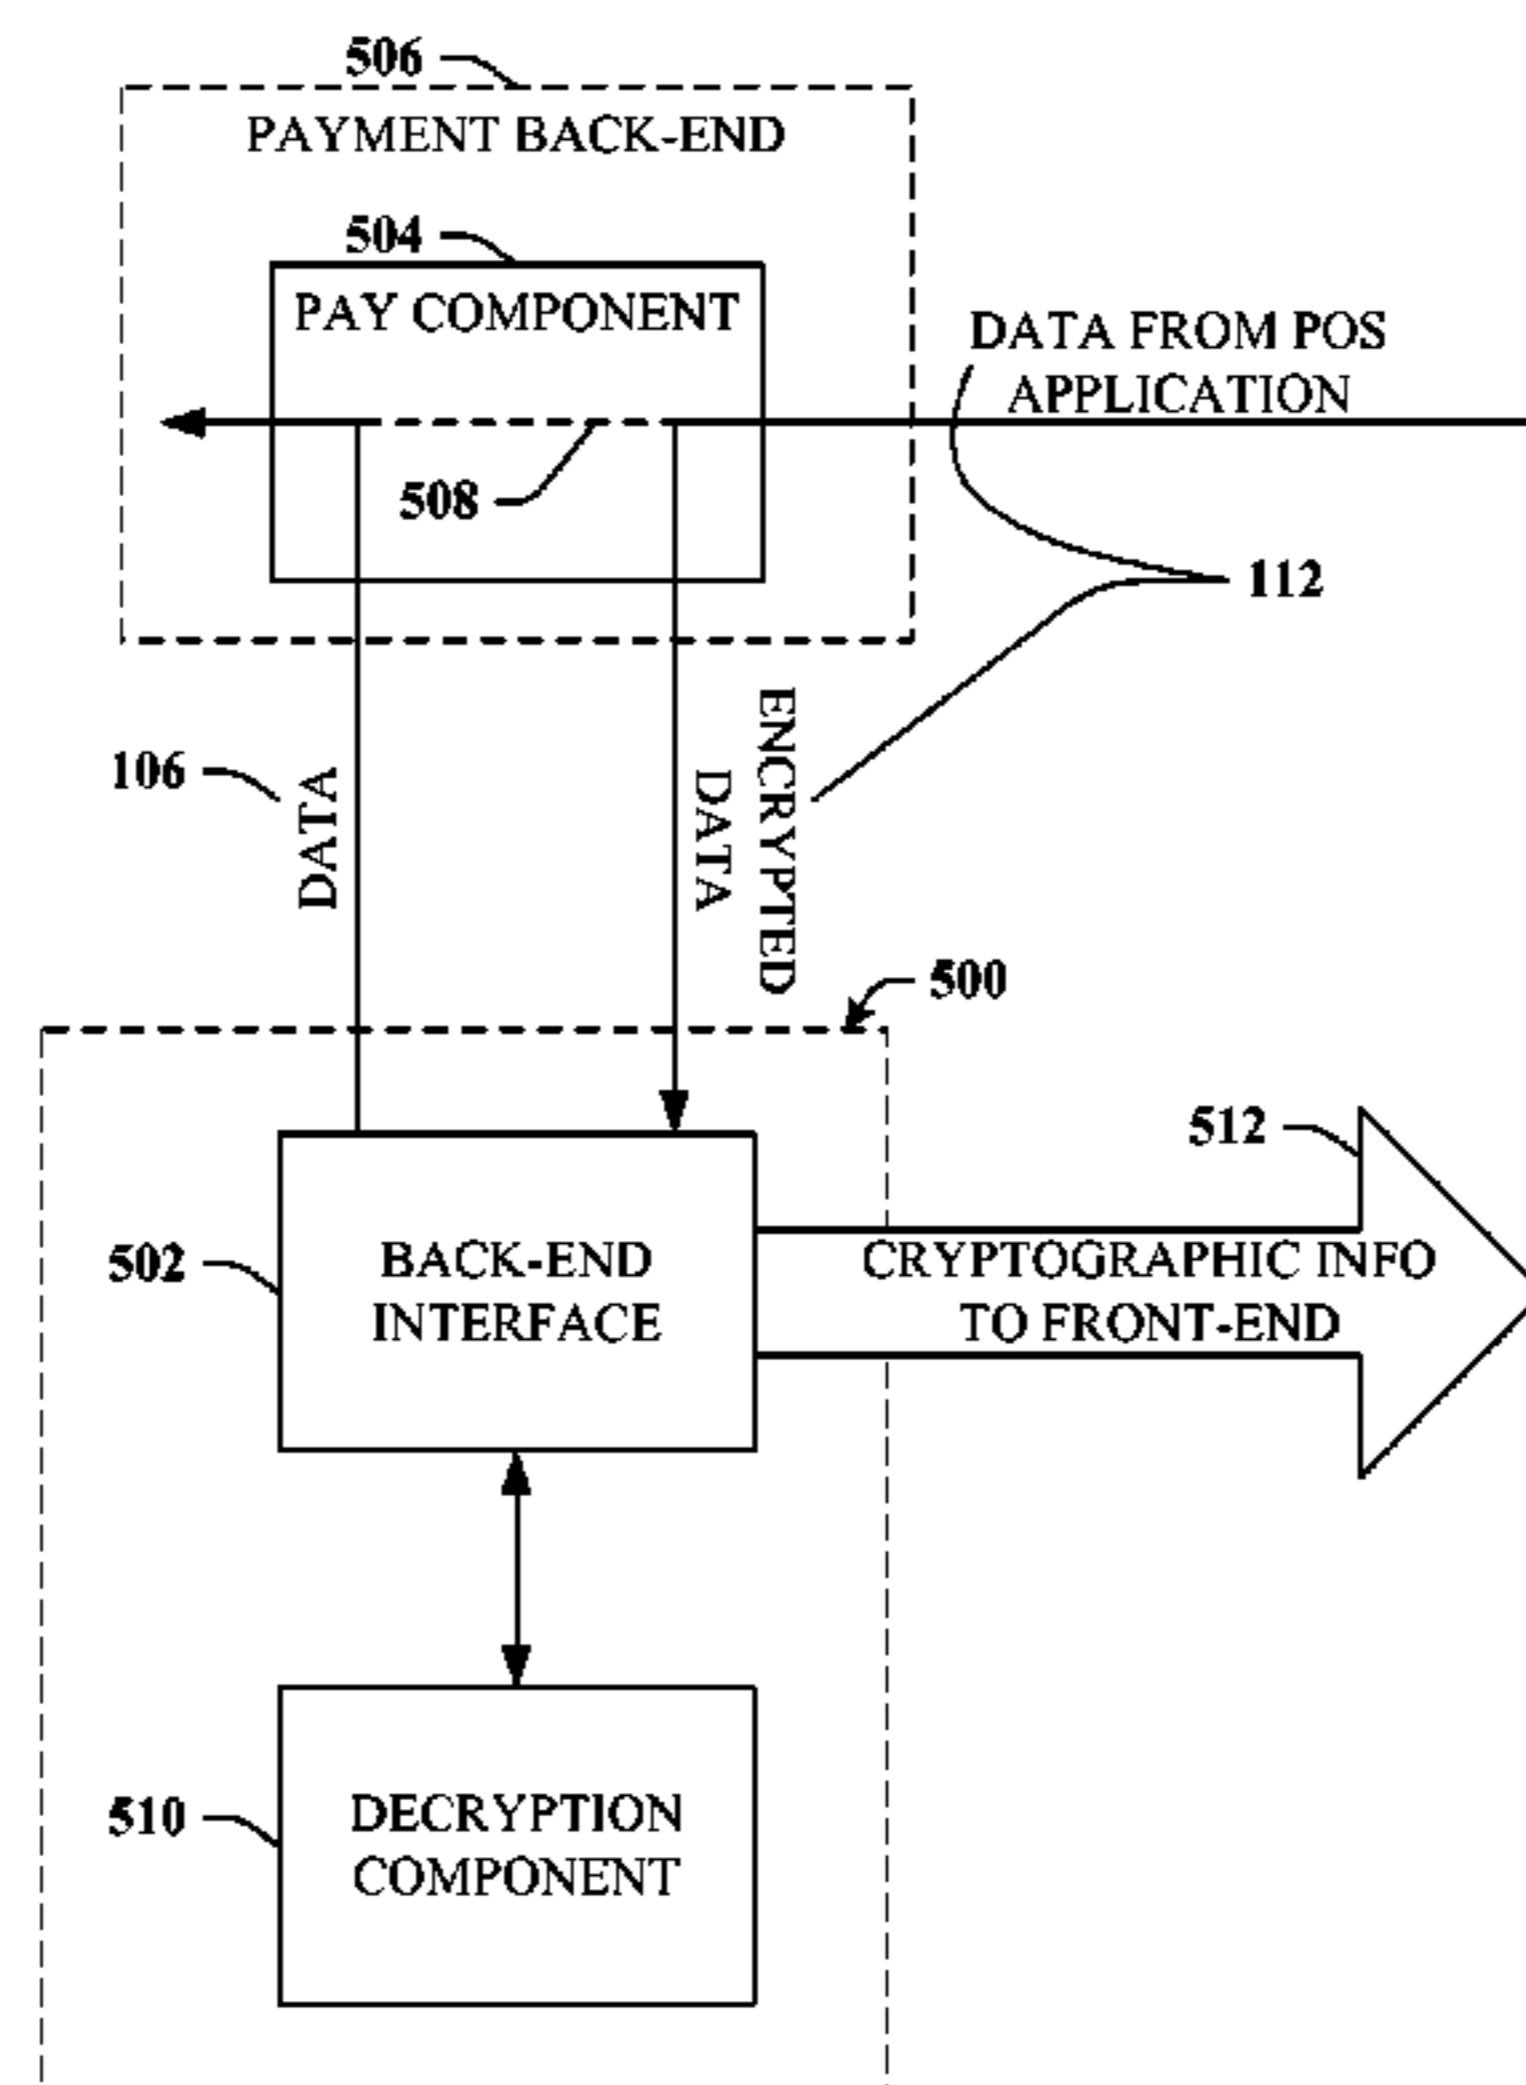 506
PAYMENT BACK-END
504
PAY COMPONENT
DATA FROM POS
APPLICATION
508
112
106
DATA
ENCRYPTED
DATA
500
512
502
BACK-END
INTERFACE
CRYPTOGRAPHIC INFO
TO FRONT-END
510
DECRYPTION
COMPONENT